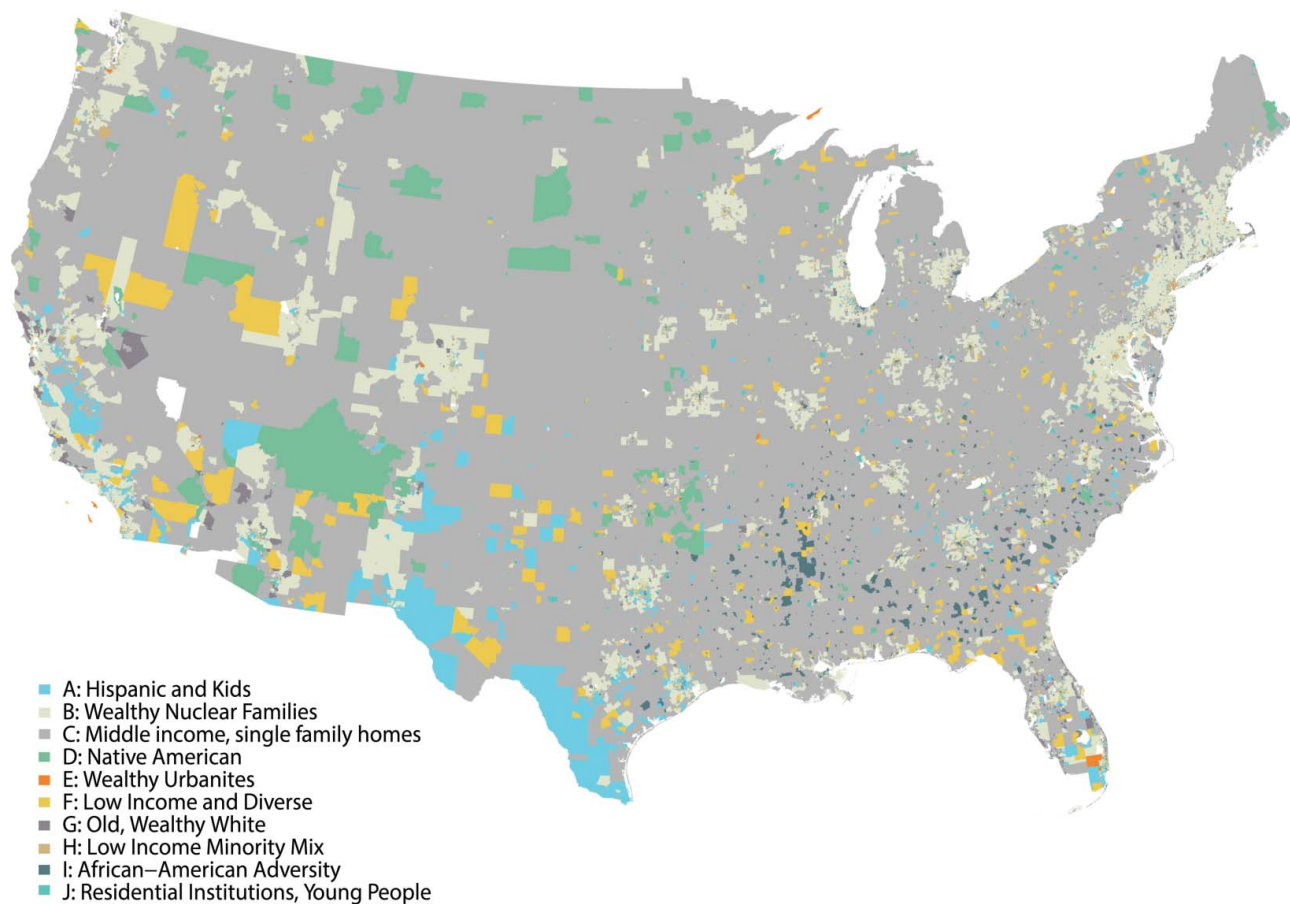 A: Hispanic and Kids
B: Wealthy Nuclear Families
C: Middle income, single family homes
D: Native American
E: Wealthy Urbanites
F: Low Income and Diverse
G: Old, Wealthy White
H: Low Income Minority Mix
I: African−American Adversity
J: Residential Institutions, Young People